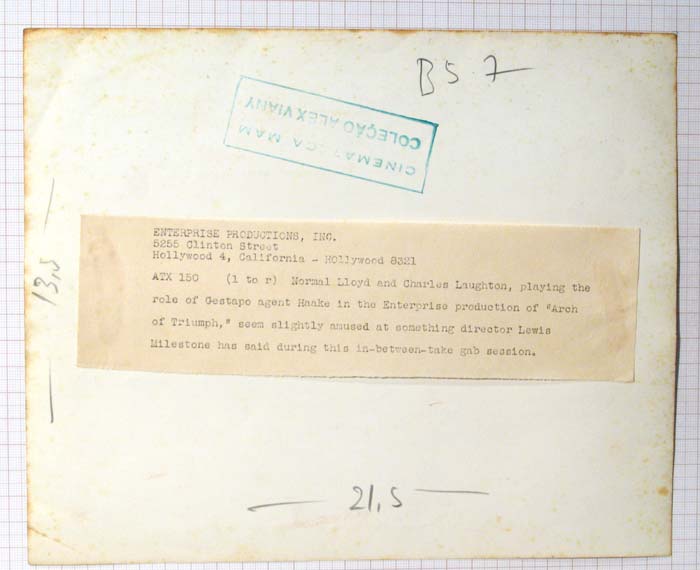 B 5 7
CINEMATECA MAM
COLEÇÃO ALEX VIANY
ENTERPRISE PRODUCTIONS, INC.
5255 Clinton Street
Hollywood 4, California - Hollywood 8321
ATX 150 (l to r) Normal Lloyd and Charles Laughton, playing the
role of Gestapo agent Haake in the Enterprise production of "Arch
of Triumph," seem slightly amused at something director Lewis
Milestone has said during this in-between-take gab session.
13,5
21,5